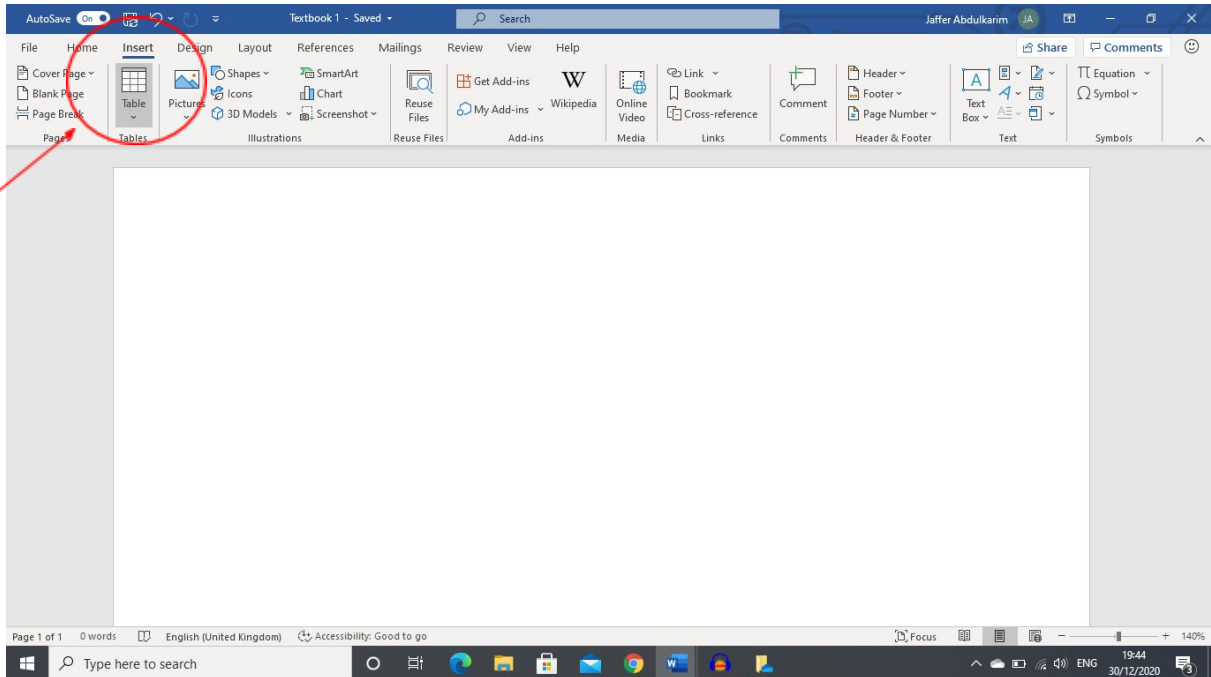 AutoSave On Textbook 1 - Saved Search Jaffer Abdulkarim JA
File Home Insert Design Layout References Mailings Review View Help Share Comments
Cover Page
Blank Page
Page Break
Pages
Table
Tables
Pictures
Shapes
Icons
3D Models
SmartArt
Chart
Screenshot
Illustrations
Reuse
Files
Reuse Files
Get Add-ins
My Add-ins
W
Wikipedia
Add-ins
Online
Video
Media
Link
Bookmark
Cross-reference
Links
Comment
Comments
Header
Footer
Page Number
Header & Footer
A
Text
Box
Text
Equation
Symbol
Symbols
Page 1 of 1 0 words English (United Kingdom) Accessibility: Good to go Focus 140%
Type here to search ENG 19:44
30/12/2020 3